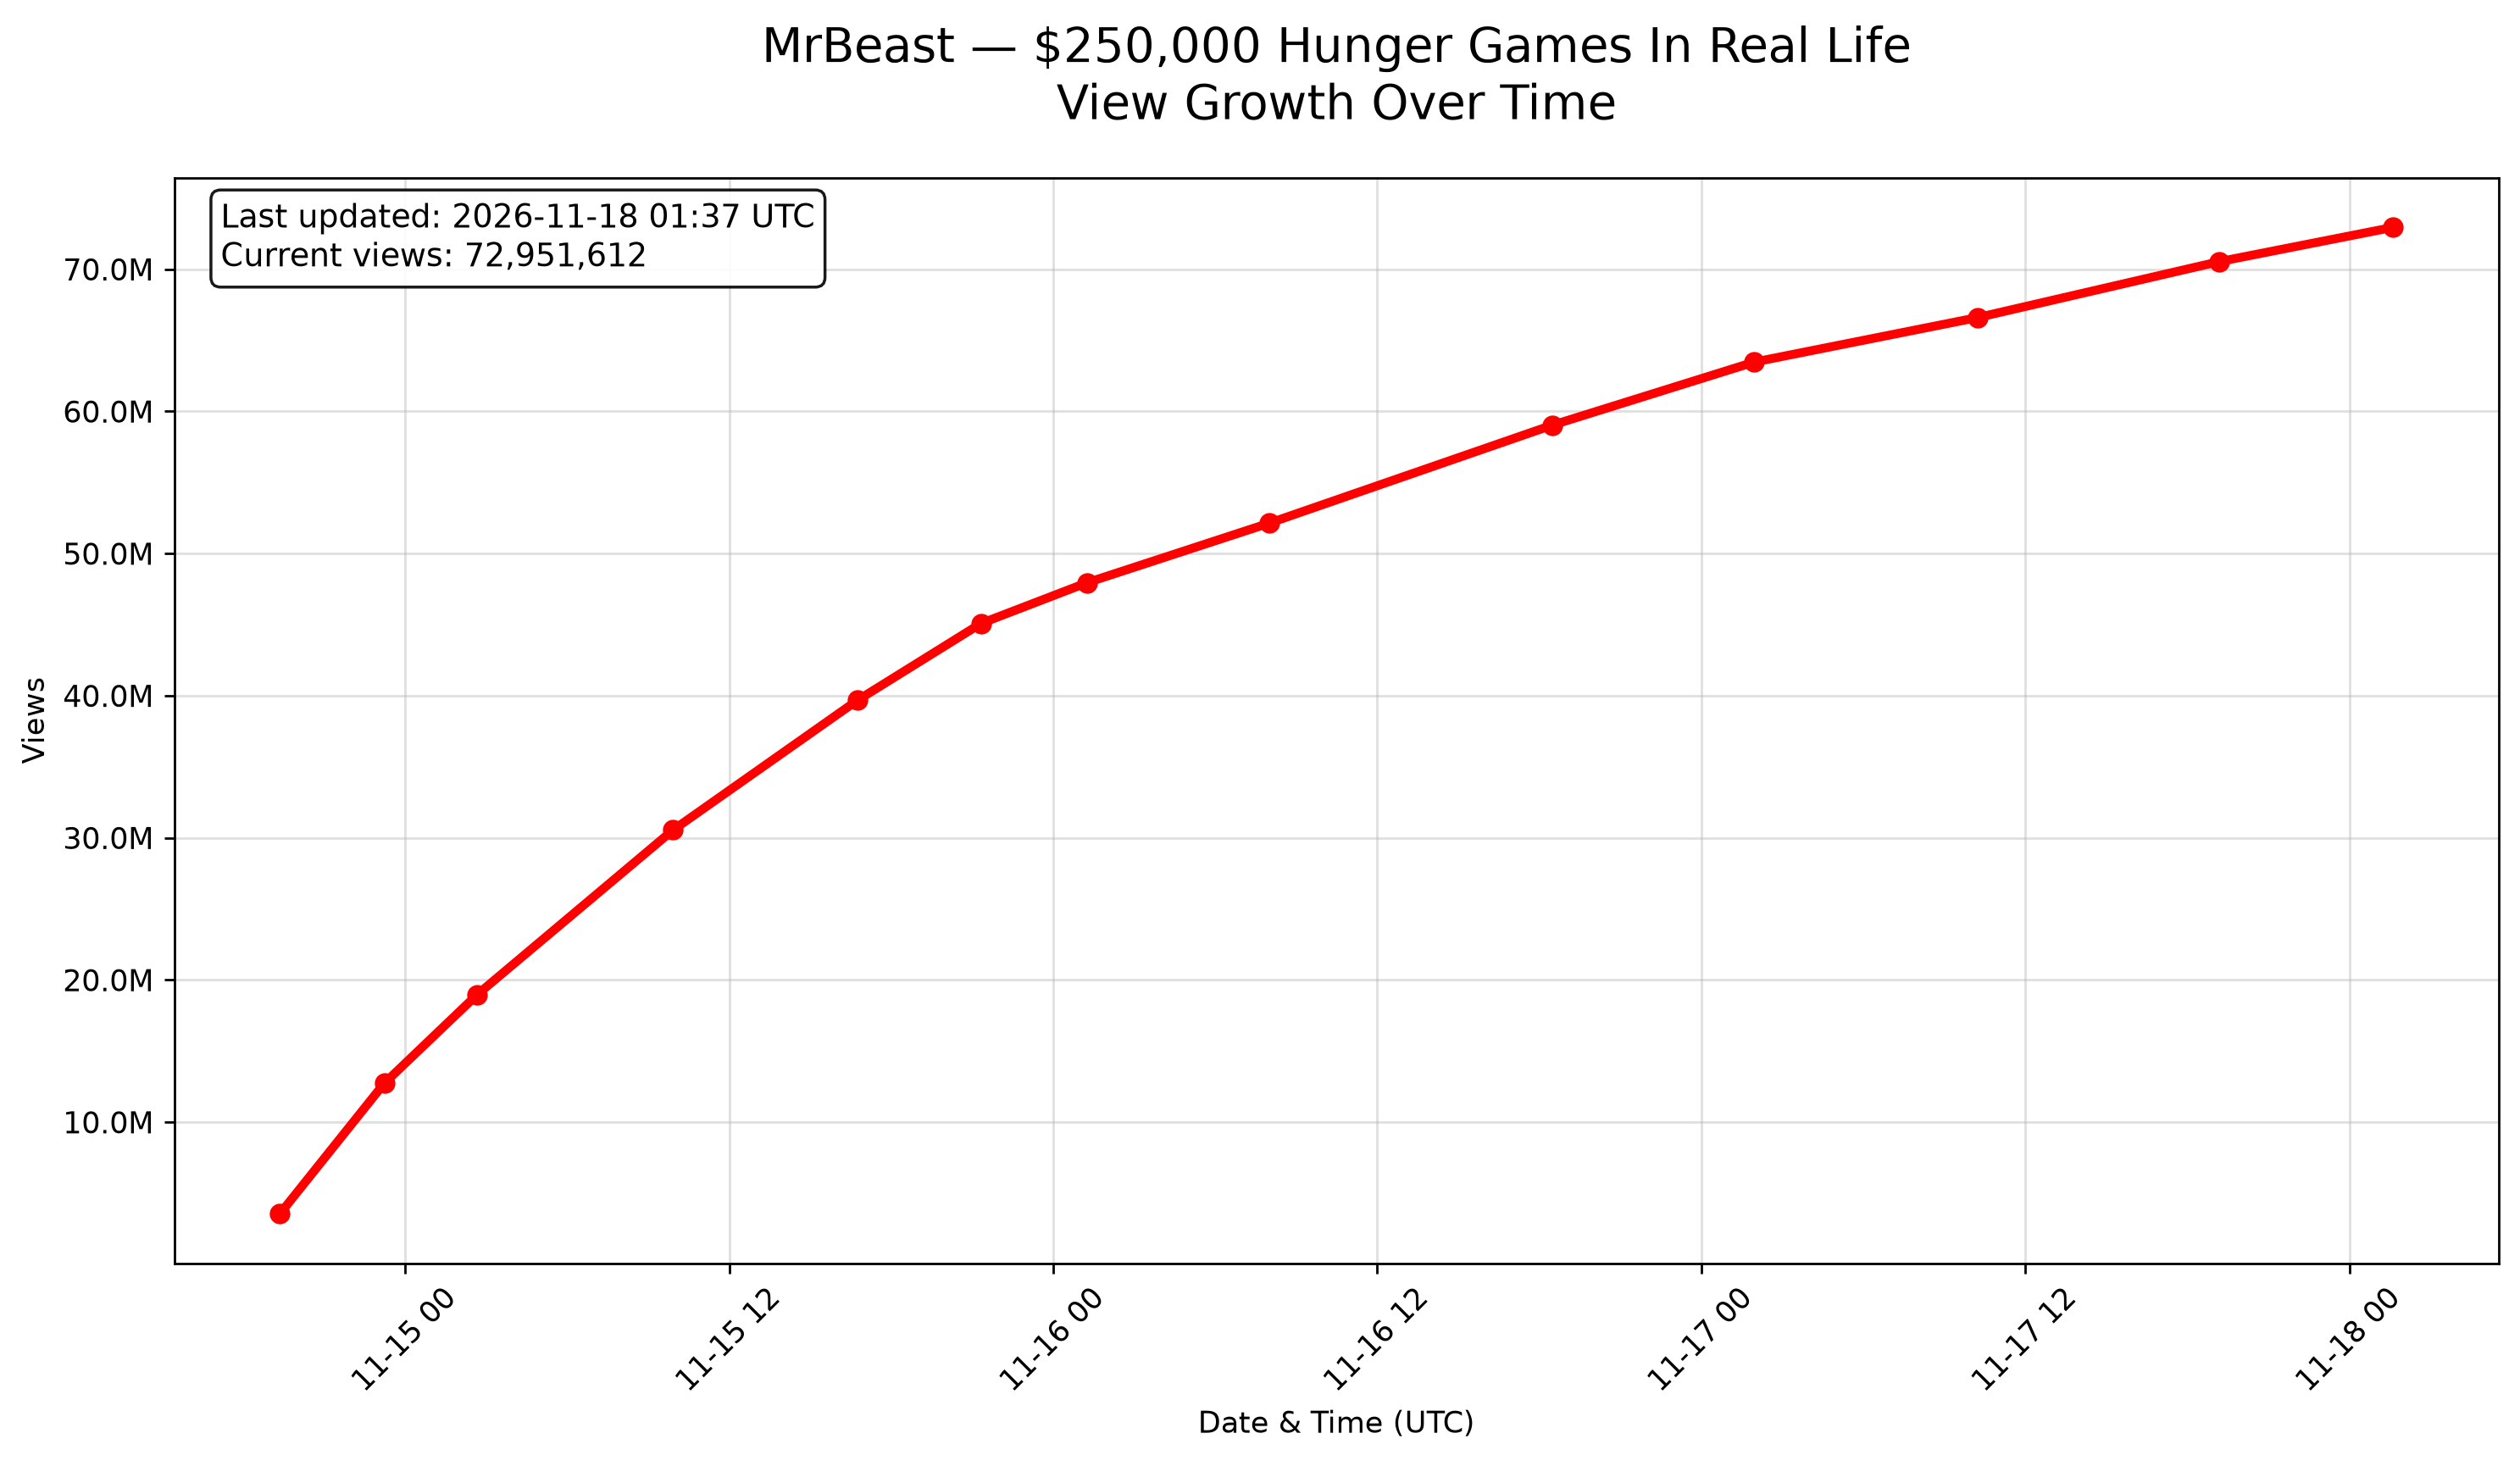 MrBeast — $250,000 Hunger Games In Real Life
View Growth Over Time
Last updated: 2026-11-18 01:37 UTC
Current views: 72,951,612
70.0M
60.0M
50.0M
40.0M
30.0M
20.0M
10.0M
Views
11-15 00
11-15 12
11-16 00
11-16 12
11-17 00
11-17 12
11-18 00
Date & Time (UTC)